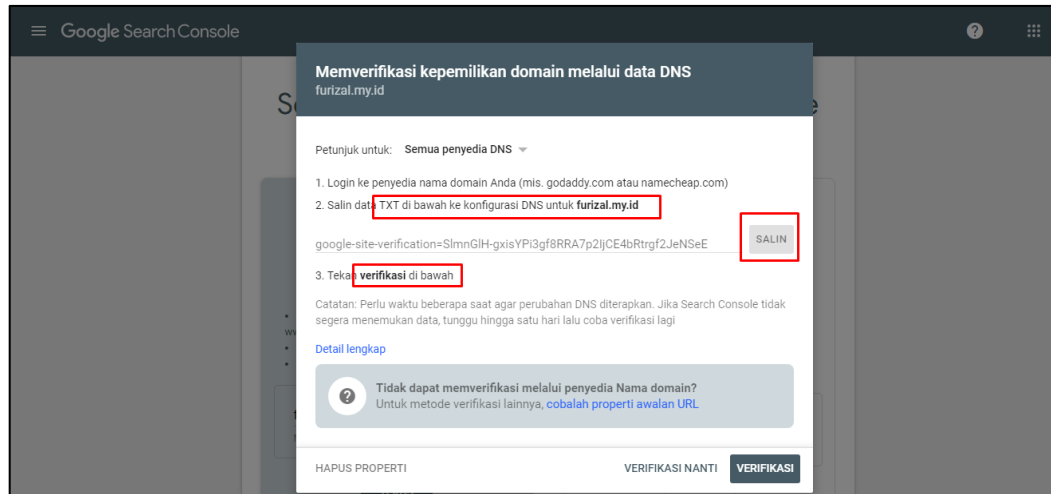 Google Search Console
Memverifikasi kepemilikan domain melalui data DNS
furizal.my.id
Petunjuk untuk: Semua penyedia DNS
1. Login ke penyedia nama domain Anda (mis. godaddy.com atau namecheap.com)
2. Salin data TXT di bawah ke konfigurasi DNS untuk furizal.my.id
google-site-verification=SlmnGlH-gxisYPi3gf8RRA7p2IjCE4bRtrgf2JeNSeE
SALIN
3. Tekan verifikasi di bawah
Catatan: Perlu waktu beberapa saat agar perubahan DNS diterapkan. Jika Search Console tidak
segera menemukan data, tunggu hingga satu hari lalu coba verifikasi lagi
Detail lengkap
Tidak dapat memverifikasi melalui penyedia Nama domain?
Untuk metode verifikasi lainnya, cobalah properti awalan URL
HAPUS PROPERTI
VERIFIKASI NANTI
VERIFIKASI